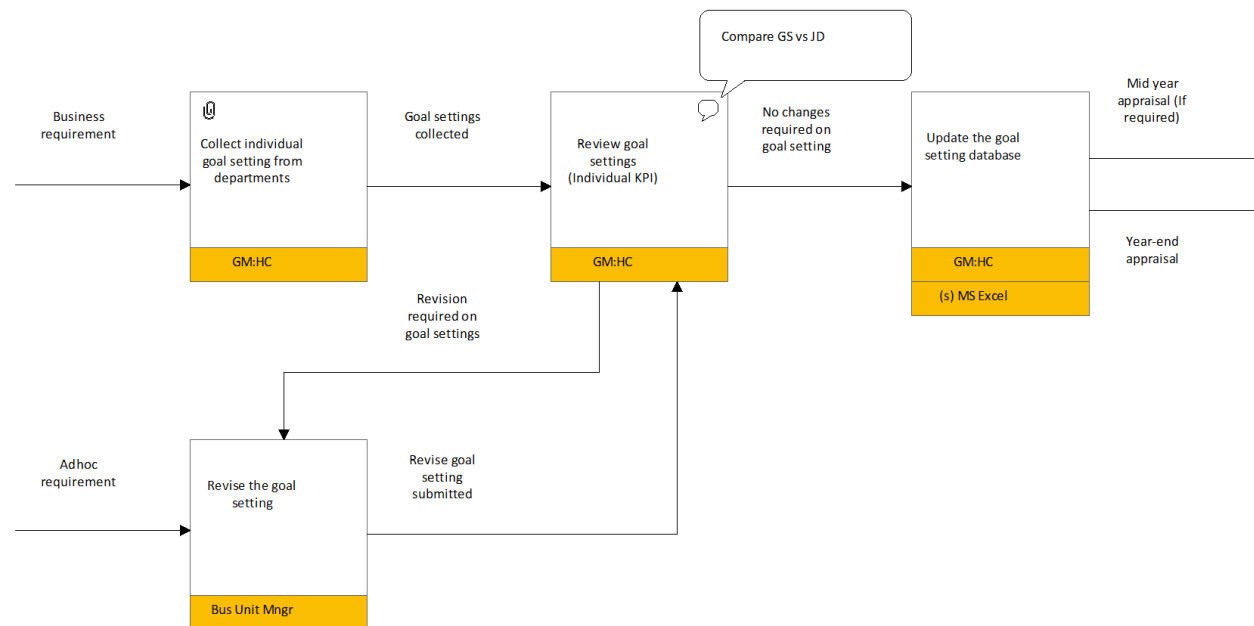 Compare GS vs JD
Business
requirement
Collect individual
goal setting from
departments
GM:HC
Goal settings
collected
Review goal
settings
(Individual KPI)
GM:HC
No changes
required on
goal setting
Update the goal
setting database
GM:HC
(s) MS Excel
Mid year
appraisal (If
required)
Year-end
appraisal
Revision
required on
goal settings
Adhoc
requirement
Revise the goal
setting
Bus Unit Mngr
Revise goal
setting
submitted